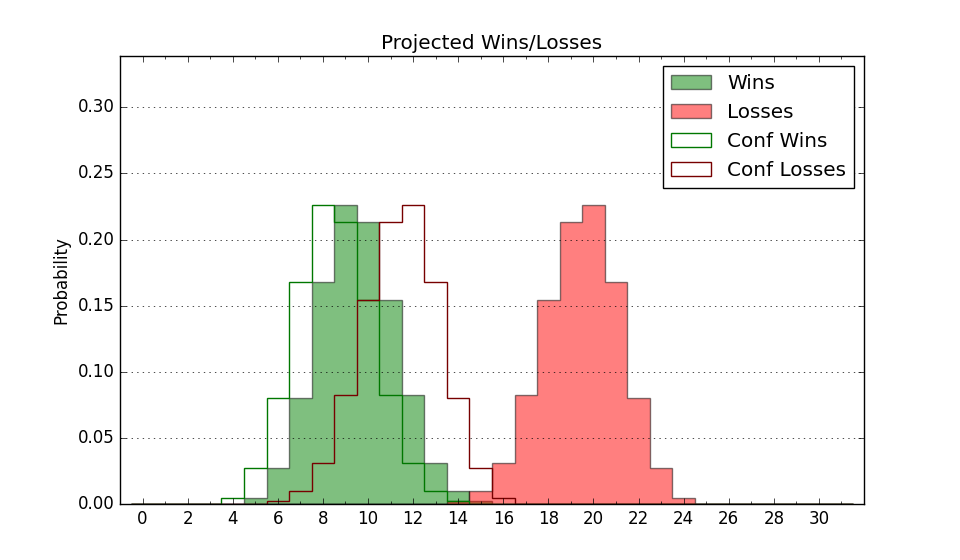 Projected Wins/Losses
Wins
Losses
Conf Wins
Conf Losses
Probability
0.30
0.25
0.20
0.15
0.10
0.05
0.00
0 2 4 6 8 10 12 14 16 18 20 22 24 26 28 30